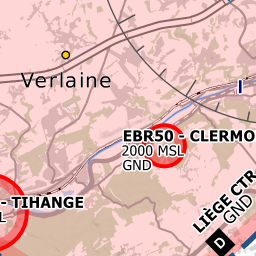 Verlaine
EBR50 - CLERMO
2000 MSL
GND
- TIHANGE
L
LIÈGE CTR
GND
D
I